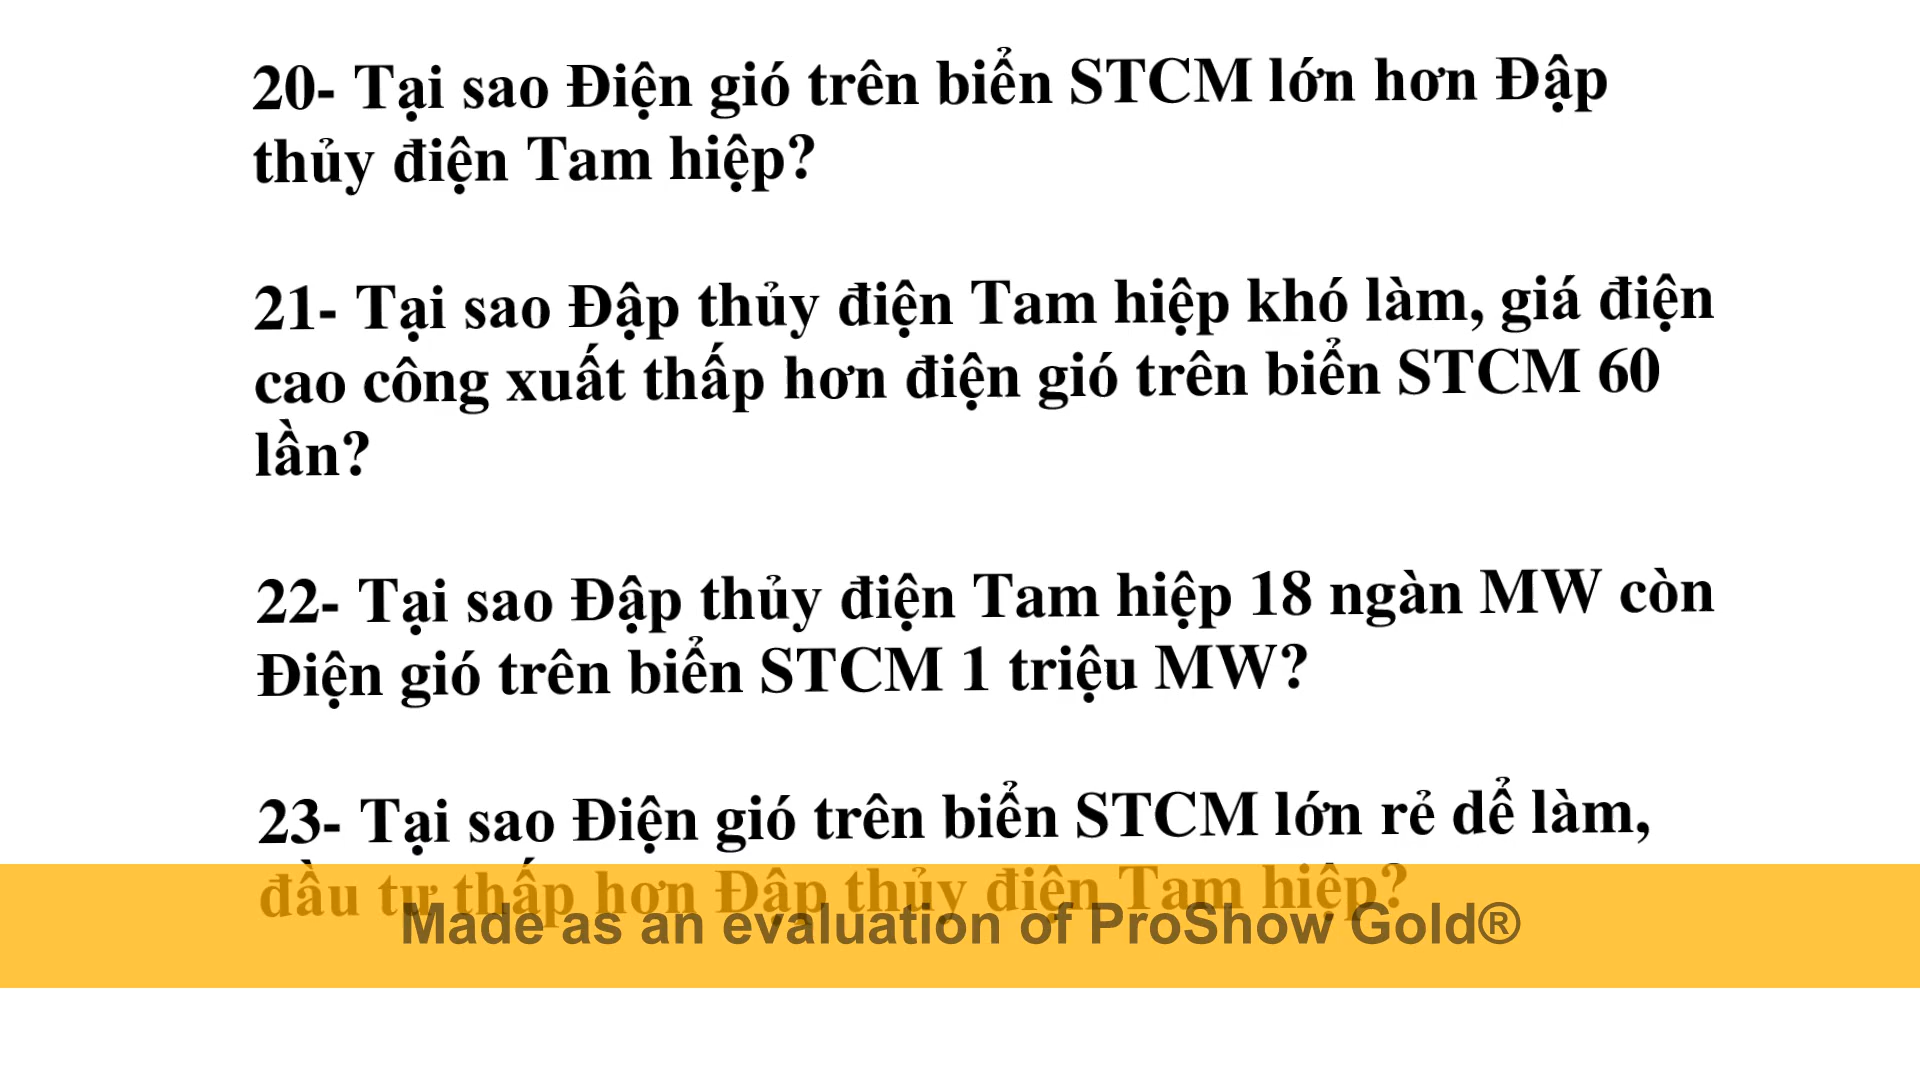 20- Tại sao Điện gió trên biển STCM lớn hơn Đập
thủy điện Tam hiệp?
21- Tại sao Đập thủy điện Tam hiệp khó làm, giá điện
cao công xuất thấp hơn điện gió trên biển STCM 60
lần?
22- Tại sao Đập thủy điện Tam hiệp 18 ngàn MW còn
Điện gió trên biển STCM 1 triệu MW?
23- Tại sao Điện gió trên biển STCM lớn rẻ dể làm,
đầu tư thấp hơn Đập thủy điện Tam hiệp?
Made as an evaluation of ProShow Gold®